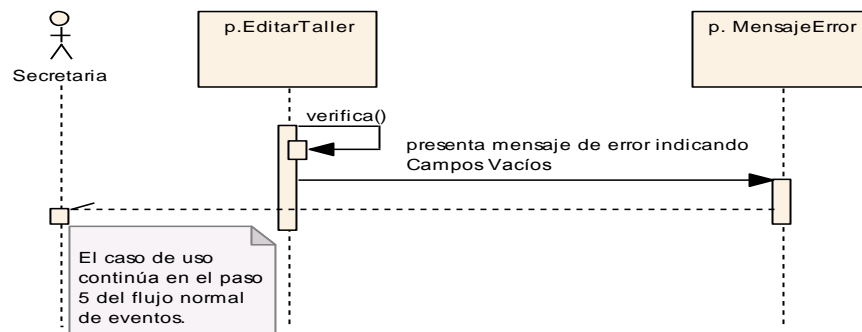 p.EditarTaller
p. MensajeError
Secretaria
verifica()
presenta mensaje de error indicando
Campos Vacíos
El caso de uso
continúa en el paso
5 del flujo normal
de eventos.